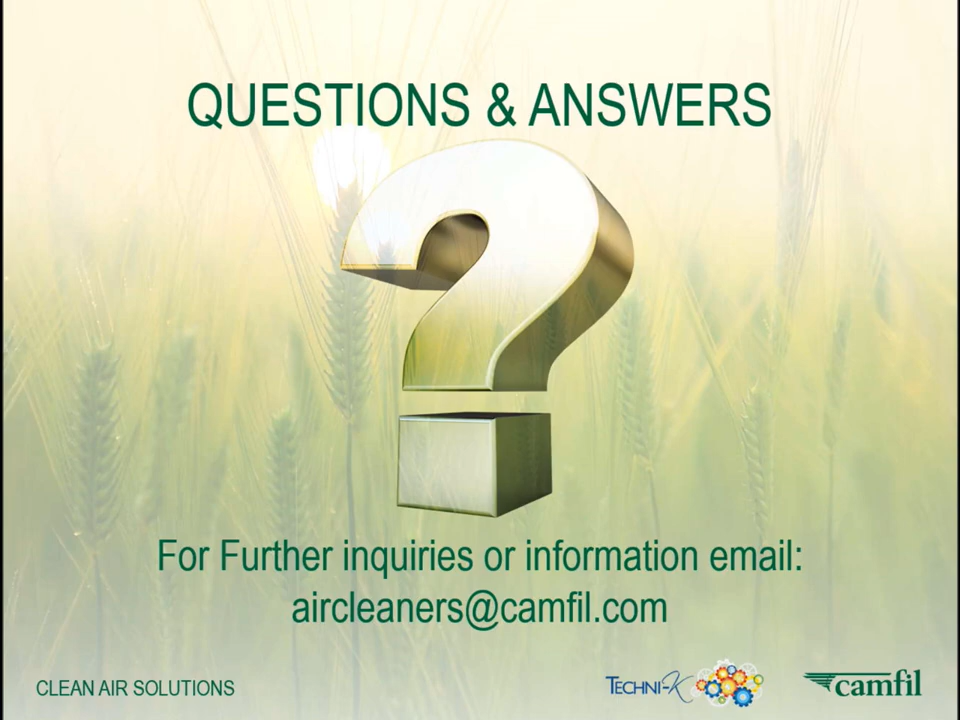 QUESTIONS & ANSWERS
?
For Further inquiries or information email:
aircleaners@camfil.com
CLEAN AIR SOLUTIONS
TECHNI-K
camfil